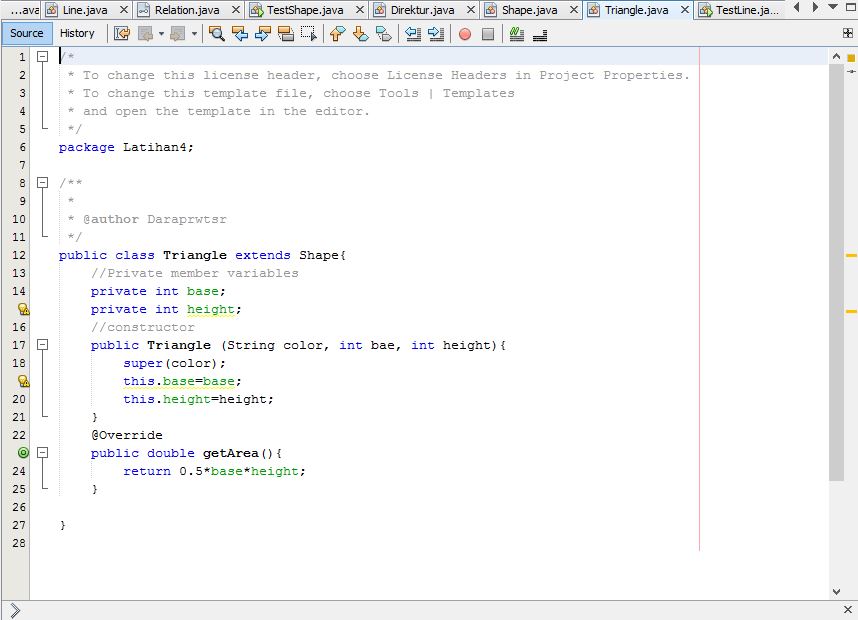 ...ava Line.java Relation.java TestShape.java Direktur.java Shape.java Triangle.java TestLine.ja...
Source History
1 /*
2 * To change this license header, choose License Headers in Project Properties.
3 * To change this template file, choose Tools | Templates
4 * and open the template in the editor.
5 */
6 package Latihan4;
7
8 /**
9 *
10 * @author Daraprwtsr
11 */
12 public class Triangle extends Shape{
13 //Private member variables
14 private int base;
private int height;
16 //constructor
17 public Triangle (String color, int bae, int height){
18 super(color);
this.base=base;
20 this.height=height;
21 }
22 @Override
public double getArea(){
24 return 0.5*base*height;
25 }
26
27 }
28